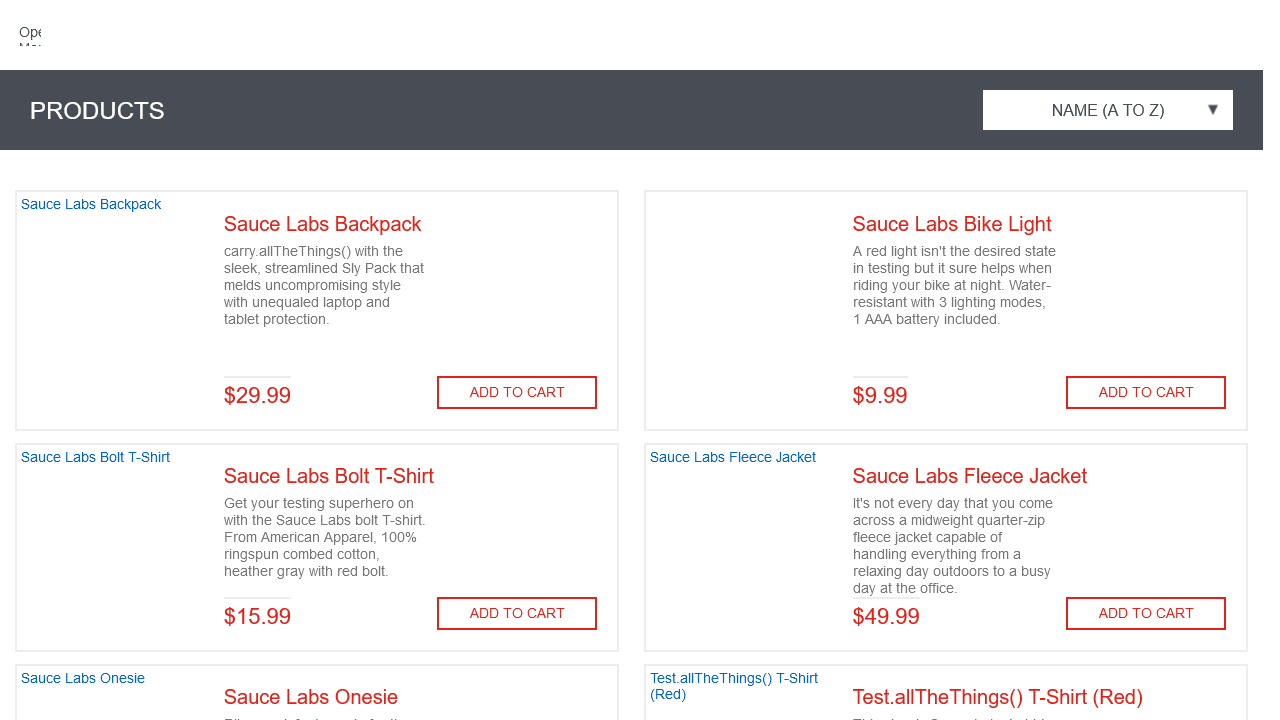 Ope
PRODUCTS
NAME (A TO Z)
Sauce Labs Backpack
Sauce Labs Backpack
carry.allTheThings() with the
sleek, streamlined Sly Pack that
melds uncompromising style
with unequaled laptop and
tablet protection.
$29.99
ADD TO CART
Sauce Labs Bike Light
A red light isn't the desired state
in testing but it sure helps when
riding your bike at night. Water-
resistant with 3 lighting modes,
1 AAA battery included.
$9.99
ADD TO CART
Sauce Labs Bolt T-Shirt
Sauce Labs Bolt T-Shirt
Get your testing superhero on
with the Sauce Labs bolt T-shirt.
From American Apparel, 100%
ringspun combed cotton,
heather gray with red bolt.
$15.99
ADD TO CART
Sauce Labs Fleece Jacket
Sauce Labs Fleece Jacket
It's not every day that you come
across a midweight quarter-zip
fleece jacket capable of
handling everything from a
relaxing day outdoors to a busy
day at the office.
$49.99
ADD TO CART
Sauce Labs Onesie
Sauce Labs Onesie
Test.allTheThings() T-Shirt
(Red)
Test.allTheThings() T-Shirt (Red)